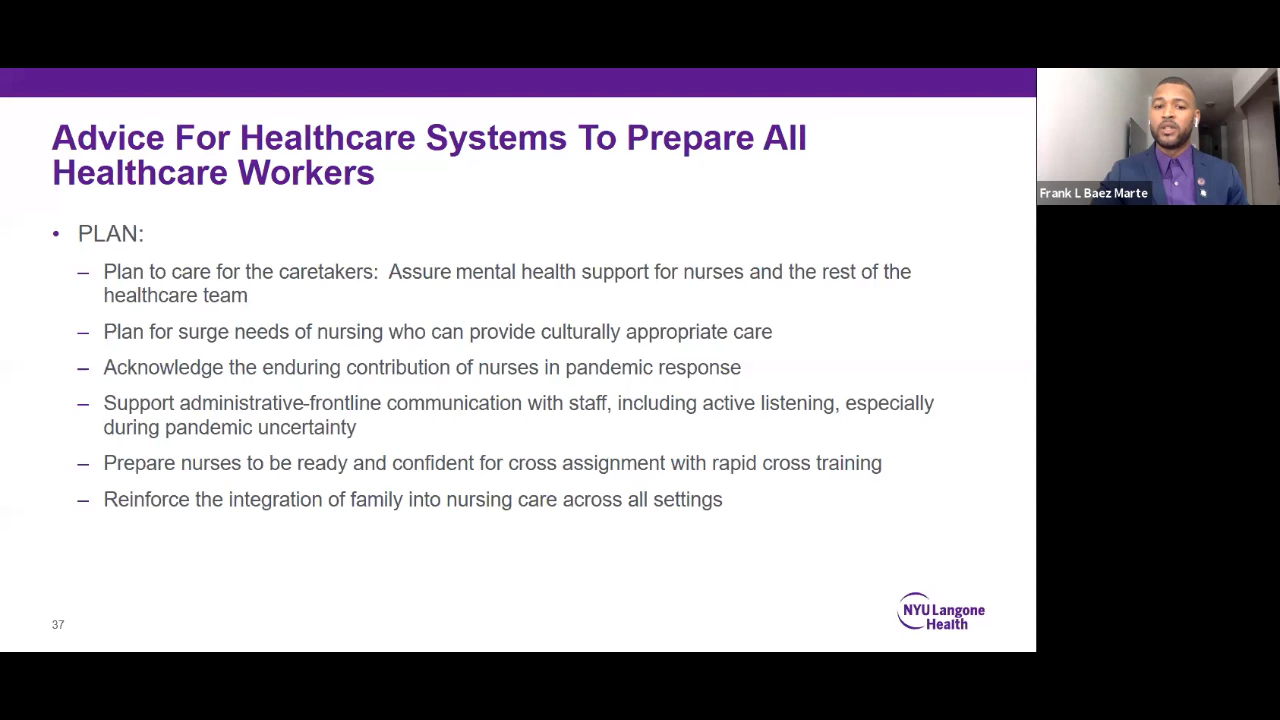 Advice For Healthcare Systems To Prepare All
Healthcare Workers
• PLAN:
– Plan to care for the caretakers:  Assure mental health support for nurses and the rest of the
healthcare team
– Plan for surge needs of nursing who can provide culturally appropriate care
– Acknowledge the enduring contribution of nurses in pandemic response
– Support administrative-frontline communication with staff, including active listening, especially
during pandemic uncertainty
– Prepare nurses to be ready and confident for cross assignment with rapid cross training
– Reinforce the integration of family into nursing care across all settings
37
NYU Langone
Health
Frank L Baez Marte